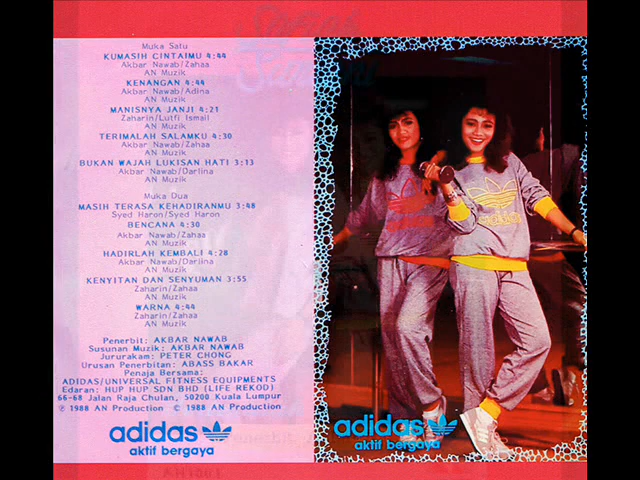 Muka Satu
KUMASIH CINTAIMU 4:44
Akbar Nawab/Zahaa
AN Muzik
KENANGAN 4:44
Akbar Nawab/Adina
AN Muzik
MANISNYA JANJI 4:21
Zaharin/Lutfi Ismail
AN Muzik
TERIMALAH SALAMKU 4:30
Akbar Nawab/Zahaa
AN Muzik
BUKAN WAJAH LUKISAN HATI 3:13
Akbar Nawab/Darlina
AN Muzik
Muka Dua
MASIH TERASA KEHADIRANMU 3:48
Syed Haron/Syed Haron
BENCANA 4:30
Akbar Nawab/Zahaa
AN Muzik
HADIRLAH KEMBALI 4:28
Akbar Nawab/Darlina
AN Muzik
KENYITAN DAN SENYUMAN 3:55
Zaharin/Zahaa
AN Muzik
WARNA 4:44
Zaharin/Zahaa
AN Muzik
Penerbit: AKBAR NAWAB
Susunan Muzik: AKBAR NAWAB
Jururakam: PETER CHONG
Urusan Penerbitan: ABASS BAKAR
Penaja Bersama:
ADIDAS/UNIVERSAL FITNESS EQUIPMENTS
Edaran: HUP HUP SDN BHD (LIFE REKOD)
66-68 Jalan Raja Chulan, 50200 Kuala Lumpur
℗ 1988 AN Production © 1988 AN Production
adidas
aktif bergaya
adidas
aktif bergaya